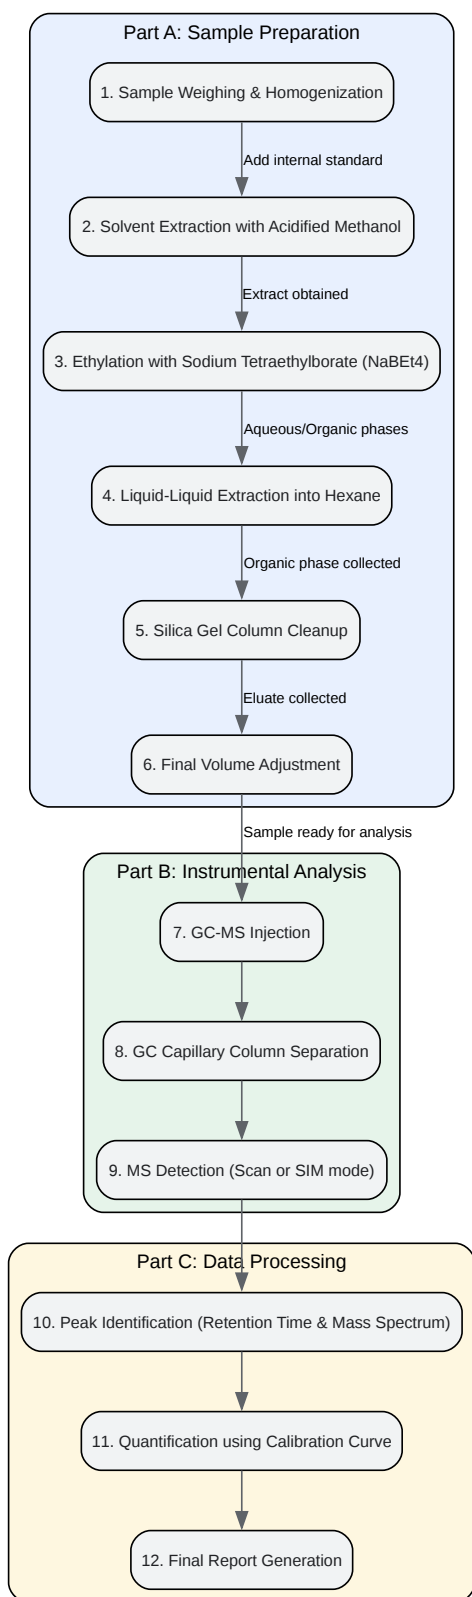 Part A: Sample Preparation
1. Sample Weighing & Homogenization
Add internal standard
2. Solvent Extraction with Acidified Methanol
Extract obtained
3. Ethylation with Sodium Tetraethylborate (NaBEt4)
Aqueous/Organic phases
4. Liquid-Liquid Extraction into Hexane
Organic phase collected
5. Silica Gel Column Cleanup
Eluate collected
6. Final Volume Adjustment
Sample ready for analysis
Part B: Instrumental Analysis
7. GC-MS Injection
8. GC Capillary Column Separation
9. MS Detection (Scan or SIM mode)
Part C: Data Processing
10. Peak Identification (Retention Time & Mass Spectrum)
11. Quantification using Calibration Curve
12. Final Report Generation